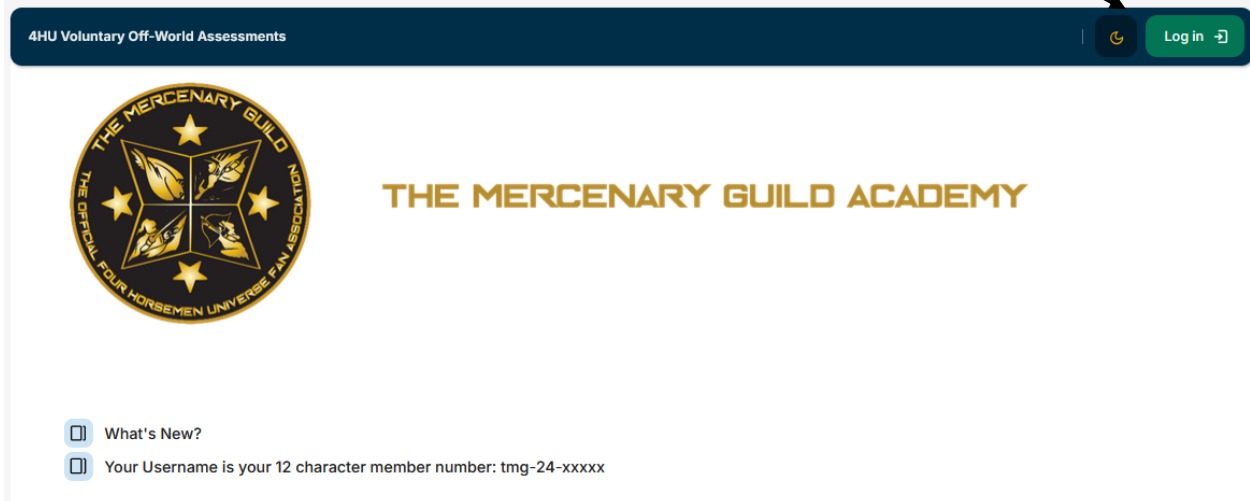 4HU Voluntary Off-World Assessments
Log in
THE MERCENARY GUILD
THE OFFICIAL FOUR HORSEMEN UNIVERSE FAN ASSOCIATION
THE MERCENARY GUILD ACADEMY
What's New?
Your Username is your 12 character member number: tmg-24-xxxxx